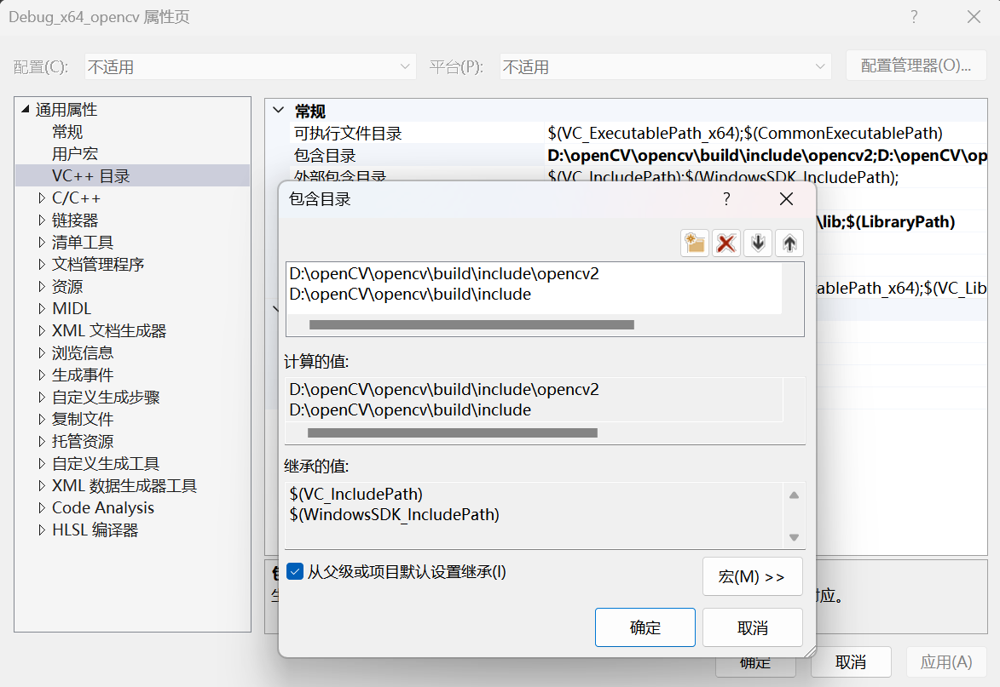 Debug_x64_opencv 属性页
?
配置(C):
不适用
平台(P):
不适用
配置管理器(O)...
通用属性
常规
用户宏
VC++ 目录
C/C++
链接器
清单工具
文档管理程序
资源
MIDL
XML 文档生成器
浏览信息
生成事件
自定义生成步骤
复制文件
托管资源
自定义生成工具
XML 数据生成器工具
Code Analysis
HLSL 编译器
常规
可执行文件目录
$(VC_ExecutablePath_x64);$(CommonExecutablePath)
包含目录
D:\openCV\opencv\build\include\opencv2;D:\openCV\op
外部包含目录
$(VC_IncludePath);$(WindowsSDK_IncludePath);
\lib;$(LibraryPath)
ablePath_x64);$(VC_Lib
包含目录
?
D:\openCV\opencv\build\include\opencv2
D:\openCV\opencv\build\include
计算的值:
D:\openCV\opencv\build\include\opencv2
D:\openCV\opencv\build\include
继承的值:
$(VC_IncludePath)
$(WindowsSDK_IncludePath)
从父级或项目默认设置继承(I)
宏(M) >>
确定
取消
应。
确定
取消
应用(A)